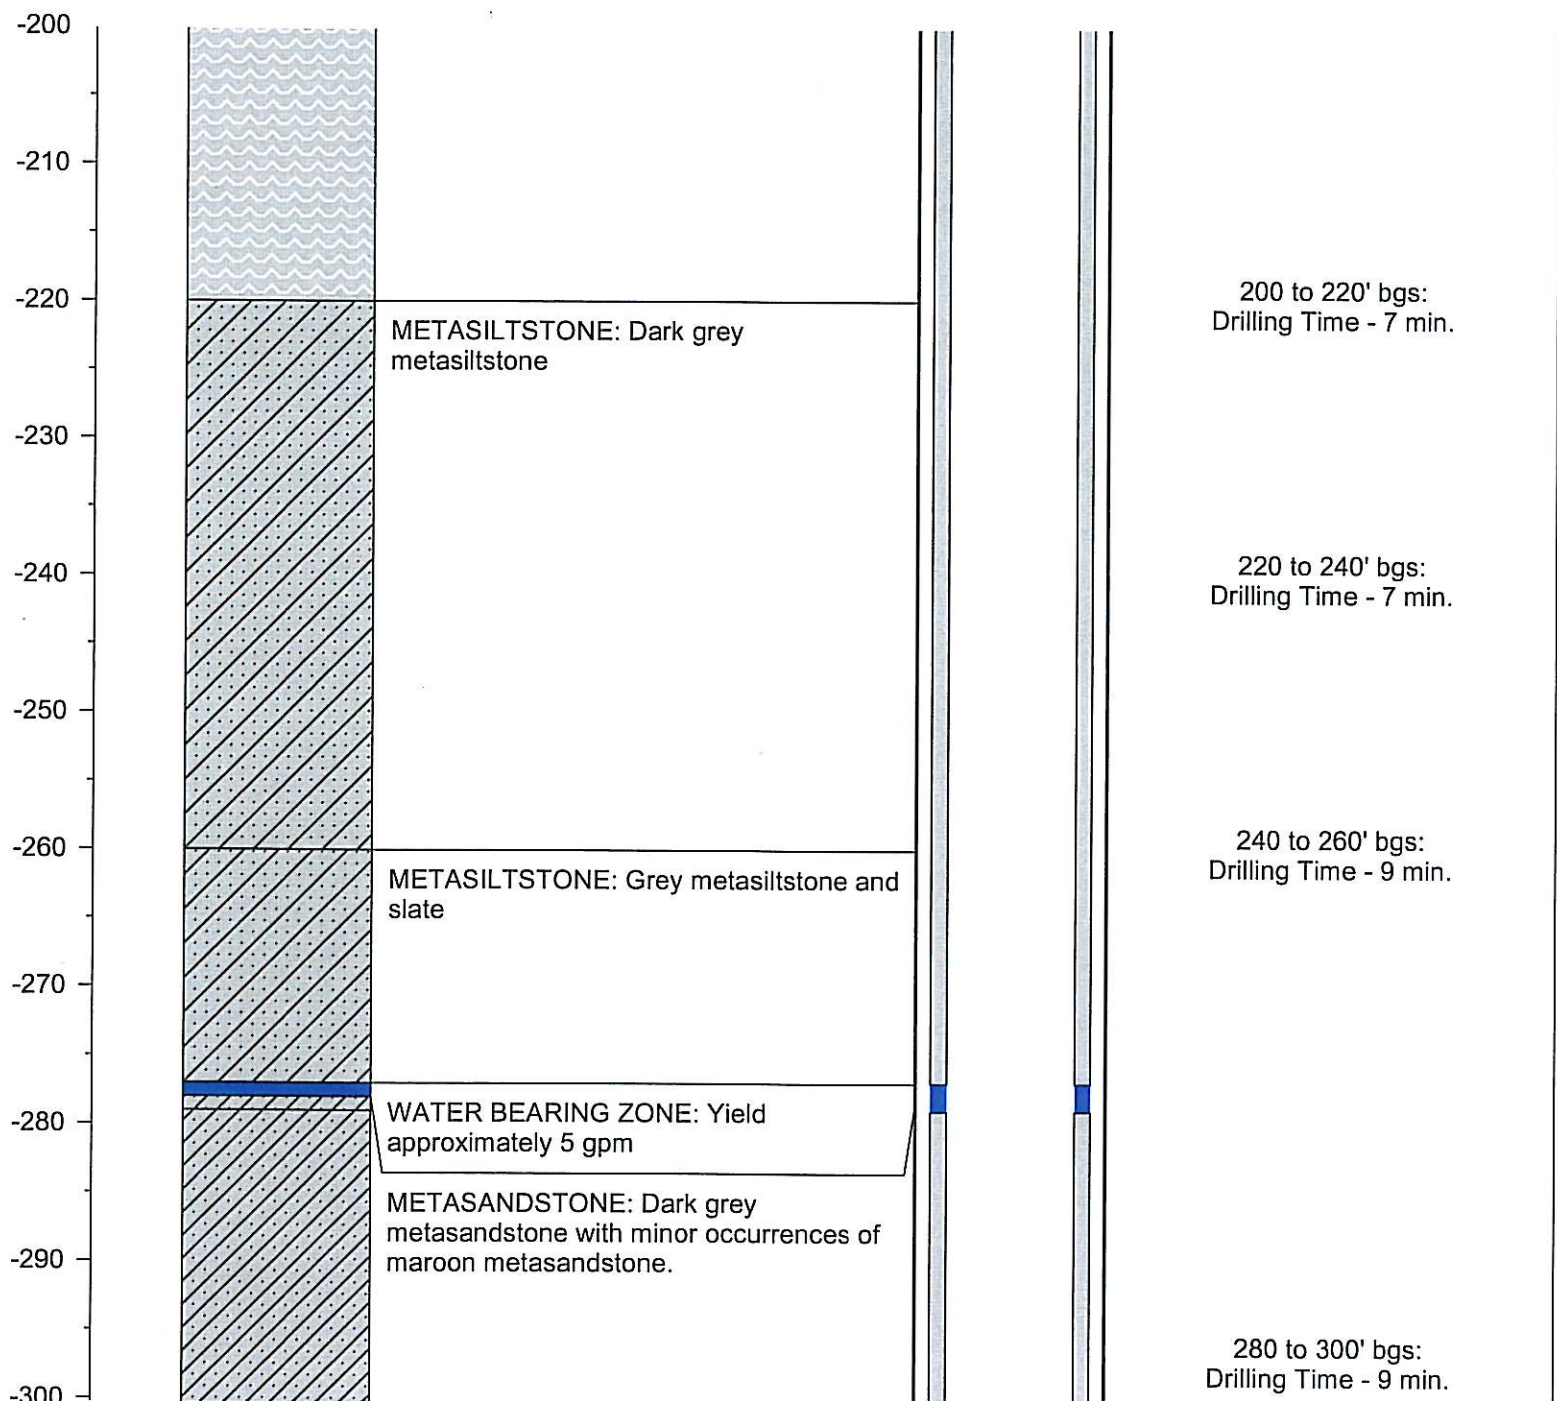 -200
-210
-220
200 to 220' bgs:
Drilling Time - 7 min.
METASILTSTONE: Dark grey
metasiltstone
-230
-240
220 to 240' bgs:
Drilling Time - 7 min.
-250
-260
240 to 260' bgs:
Drilling Time - 9 min.
METASILTSTONE: Grey metasiltstone and
slate
-270
-280
WATER BEARING ZONE: Yield
approximately 5 gpm
METASANDSTONE: Dark grey
metasandstone with minor occurrences of
maroon metasandstone.
-290
280 to 300' bgs:
Drilling Time - 9 min.
-300